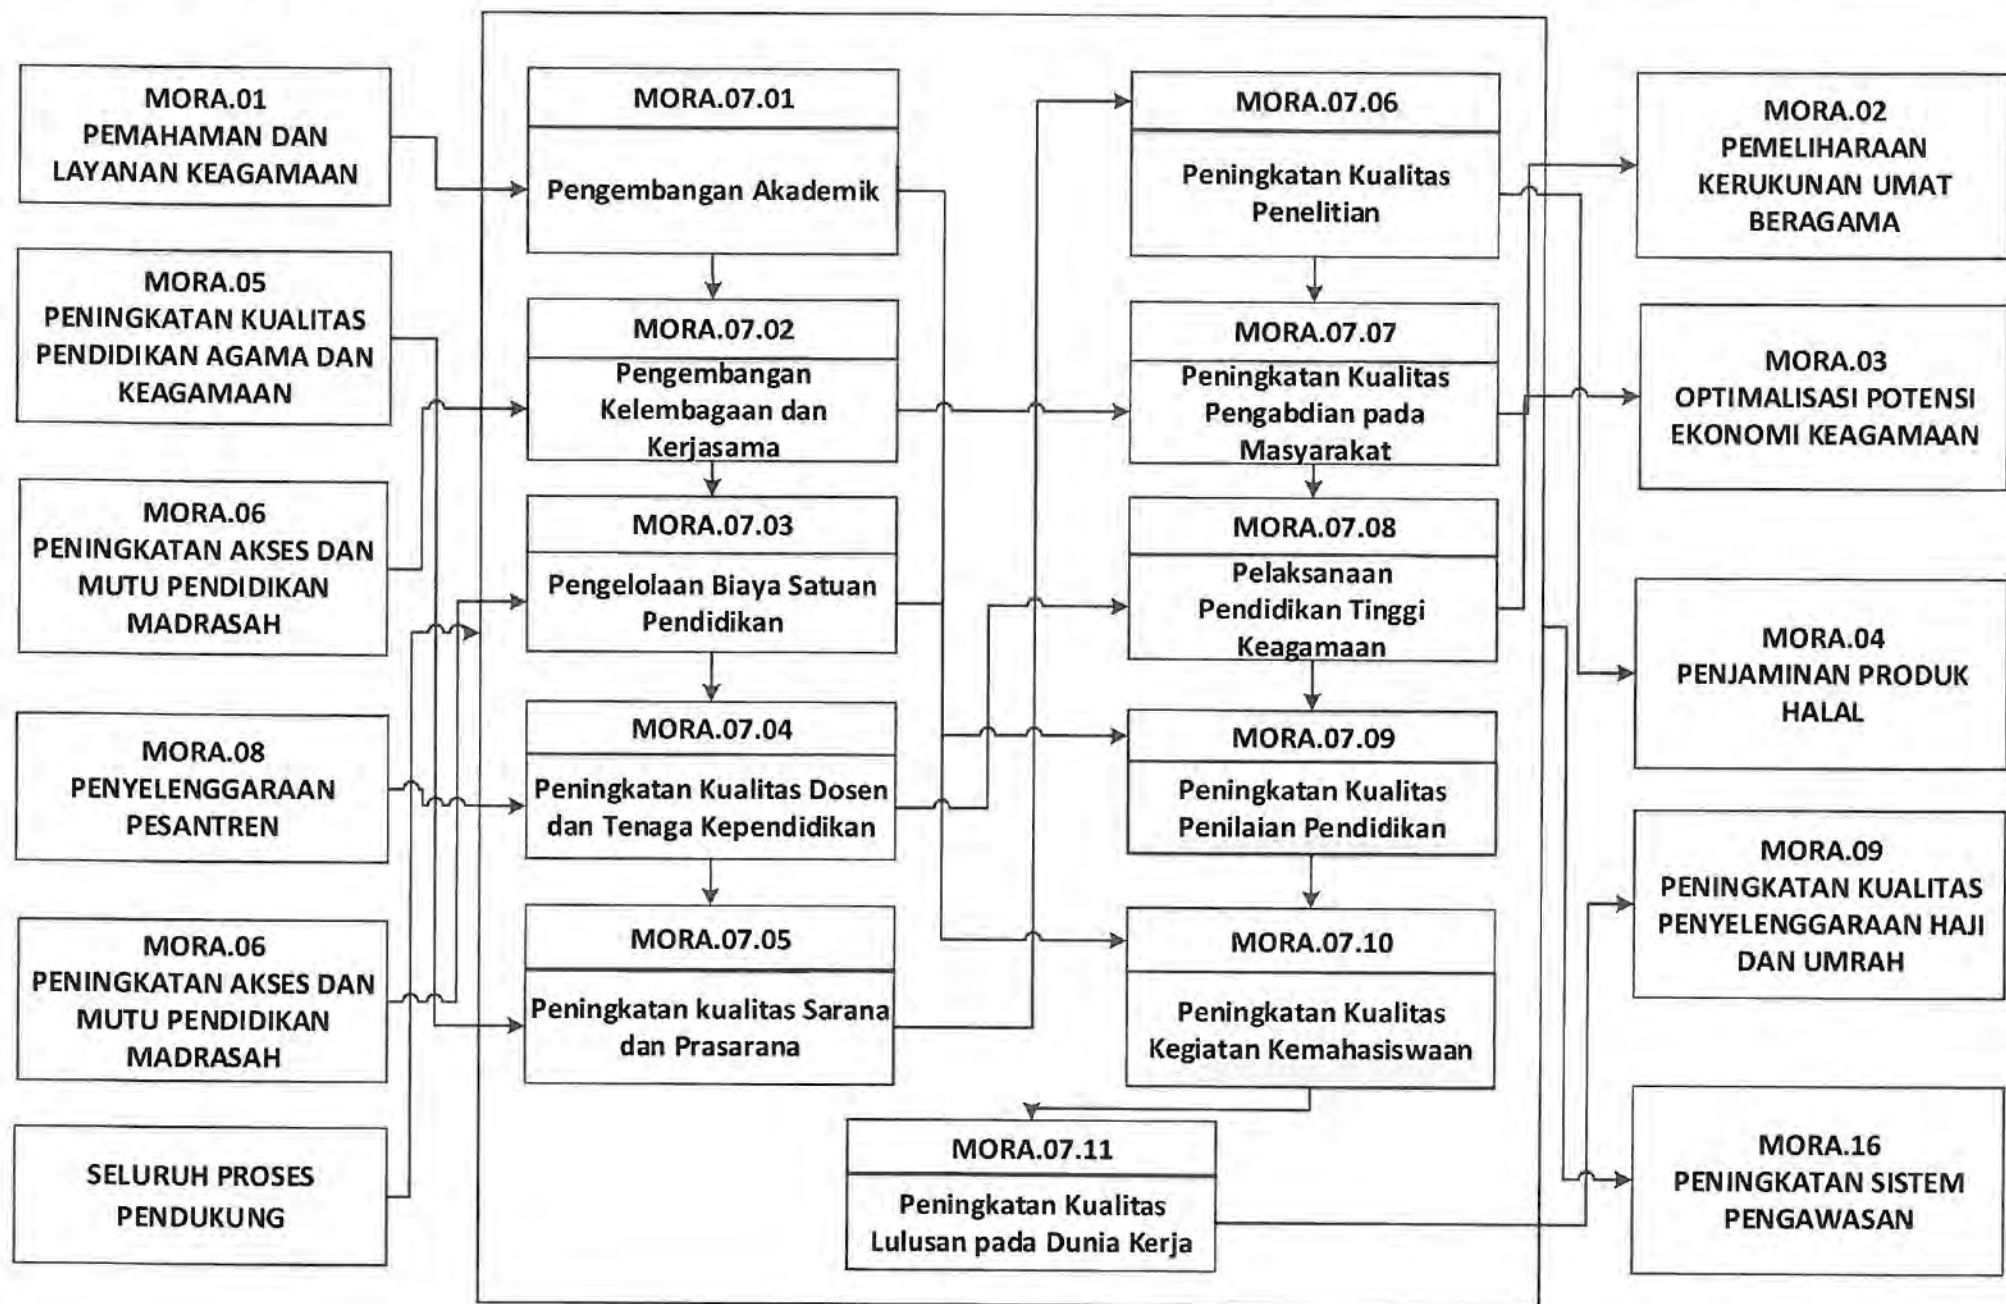 MORA.01
PEMAHAMAN DAN
LAYANAN KEAGAMAAN
MORA.05
PENINGKATAN KUALITAS
PENDIDIKAN AGAMA DAN
KEAGAMAAN
MORA.06
PENINGKATAN AKSES DAN
MUTU PENDIDIKAN
MADRASAH
MORA.08
PENYELENGGARAAN
PESANTREN
MORA.06
PENINGKATAN AKSES DAN
MUTU PENDIDIKAN
MADRASAH
SELURUH PROSES
PENDUKUNG
MORA.07.01
Pengembangan Akademik
MORA.07.02
Pengembangan
Kelembagaan dan
Kerjasama
MORA.07.03
Pengelolaan Biaya Satuan
Pendidikan
MORA.07.04
Peningkatan Kualitas Dosen
dan Tenaga Kependidikan
MORA.07.05
Peningkatan kualitas Sarana
dan Prasarana
MORA.07.06
Peningkatan Kualitas
Penelitian
MORA.07.07
Peningkatan Kualitas
Pengabdian pada
Masyarakat
MORA.07.08
Pelaksanaan
Pendidikan Tinggi
Keagamaan
MORA.07.09
Peningkatan Kualitas
Penilaian Pendidikan
MORA.07.10
Peningkatan Kualitas
Kegiatan Kemahasiswaan
MORA.07.11
Peningkatan Kualitas
Lulusan pada Dunia Kerja
MORA.02
PEMELIHARAAN
KERUKUNAN UMAT
BERAGAMA
MORA.03
OPTIMALISASI POTENSI
EKONOMI KEAGAMAAN
MORA.04
PENJAMINAN PRODUK
HALAL
MORA.09
PENINGKATAN KUALITAS
PENYELENGGARAAN HAJI
DAN UMRAH
MORA.16
PENINGKATAN SISTEM
PENGAWASAN